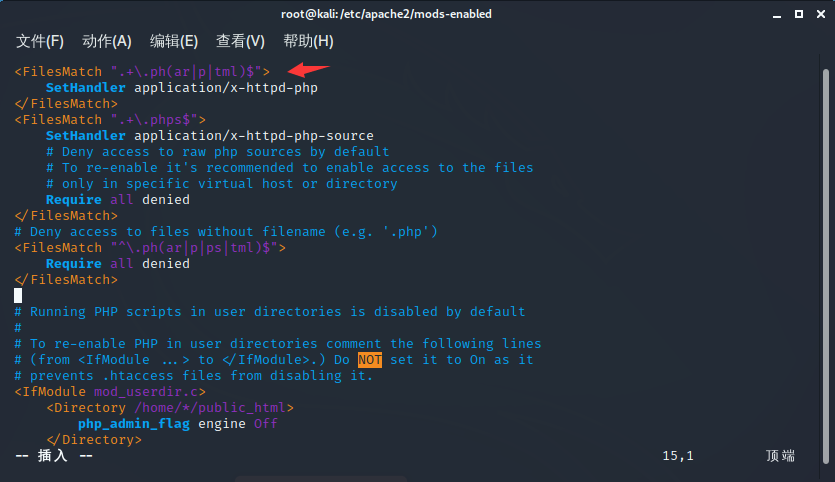 root@kali:/etc/apache2/mods-enabled
文件(F) 动作(A) 编辑(E) 查看(V) 帮助(H)
<FilesMatch ".+\.ph(ar|p|tml)$">
    SetHandler application/x-httpd-php
</FilesMatch>
<FilesMatch ".+\.phps$">
    SetHandler application/x-httpd-php-source
    # Deny access to raw php sources by default
    # To re-enable it's recommended to enable access to the files
    # only in specific virtual host or directory
    Require all denied
</FilesMatch>
# Deny access to files without filename (e.g. '.php')
<FilesMatch "^\.ph(ar|p|ps|tml)$">
    Require all denied
</FilesMatch>
# Running PHP scripts in user directories is disabled by default
#
# To re-enable PHP in user directories comment the following lines
# (from <IfModule ...> to </IfModule>.) Do NOT set it to On as it
# prevents .htaccess files from disabling it.
<IfModule mod_userdir.c>
    <Directory /home/*/public_html>
        php_admin_flag engine Off
    </Directory>
-- 插入 -- 15,1 顶端